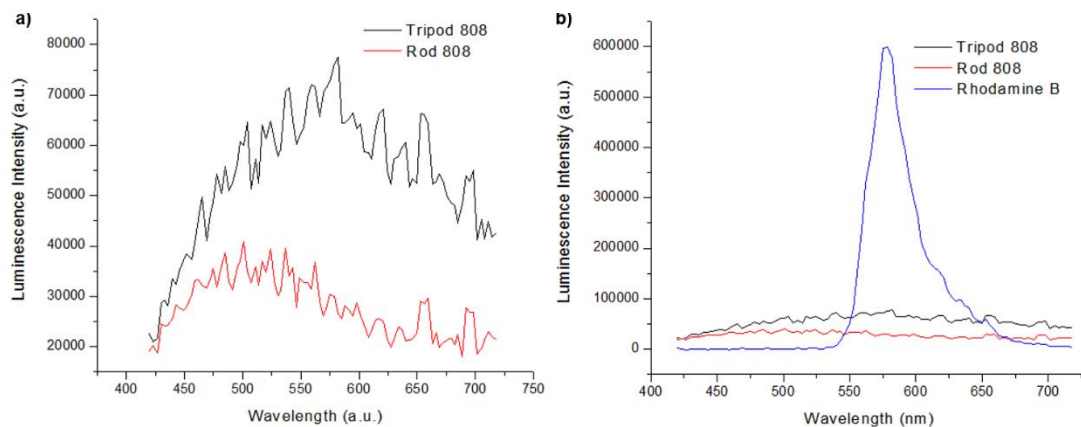 a)
Tripod 808
Rod 808
Luminescence Intensity (a.u.)
80000
70000
60000
50000
40000
30000
20000
400 450 500 550 600 650 700 750
Wavelength (a.u.)
b)
Tripod 808
Rod 808
Rhodamine B
Luminescence Intensity (a.u.)
600000
500000
400000
300000
200000
100000
0
400 450 500 550 600 650 700
Wavelength (nm)